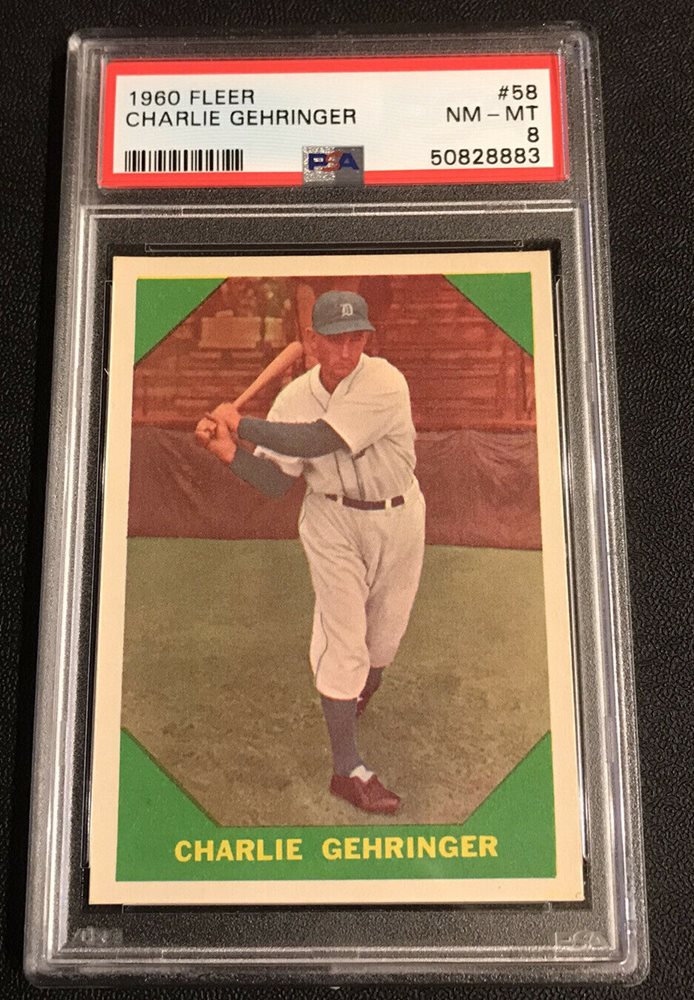 1960 FLEER
#58
CHARLIE GEHRINGER
NM – MT
8
PSA
50828883
D
CHARLIE GEHRINGER